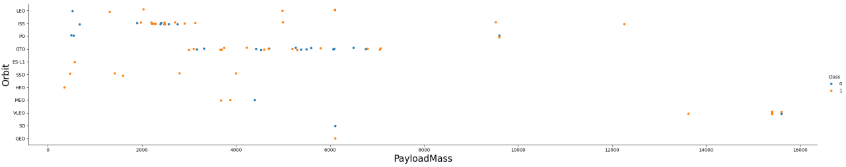 LEO
ISS
PO
GTO
ES-L1
SSO
HEO
MEO
VLEO
SO
GEO
Orbit
0
2000
4000
6000
8000
10000
12000
14000
16000
PayloadMass
Class
0
1